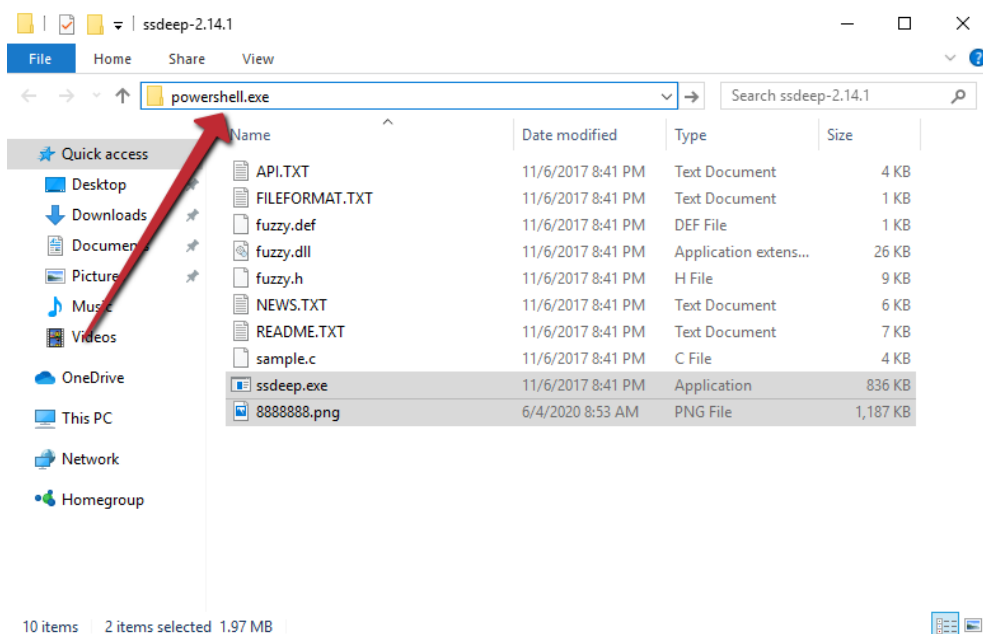 ssdeep-2.14.1
File Home Share View
powershell.exe Search ssdeep-2.14.1
Name Date modified Type Size
Quick access
Desktop
Downloads
Documents
Pictures
Music
Videos
OneDrive
This PC
Network
Homegroup
API.TXT 11/6/2017 8:41 PM Text Document 4 KB
FILEFORMAT.TXT 11/6/2017 8:41 PM Text Document 1 KB
fuzzy.def 11/6/2017 8:41 PM DEF File 1 KB
fuzzy.dll 11/6/2017 8:41 PM Application extens... 26 KB
fuzzy.h 11/6/2017 8:41 PM H File 9 KB
NEWS.TXT 11/6/2017 8:41 PM Text Document 6 KB
README.TXT 11/6/2017 8:41 PM Text Document 7 KB
sample.c 11/6/2017 8:41 PM C File 4 KB
ssdeep.exe 11/6/2017 8:41 PM Application 836 KB
8888888.png 6/4/2020 8:53 AM PNG File 1,187 KB
10 items 2 items selected 1.97 MB